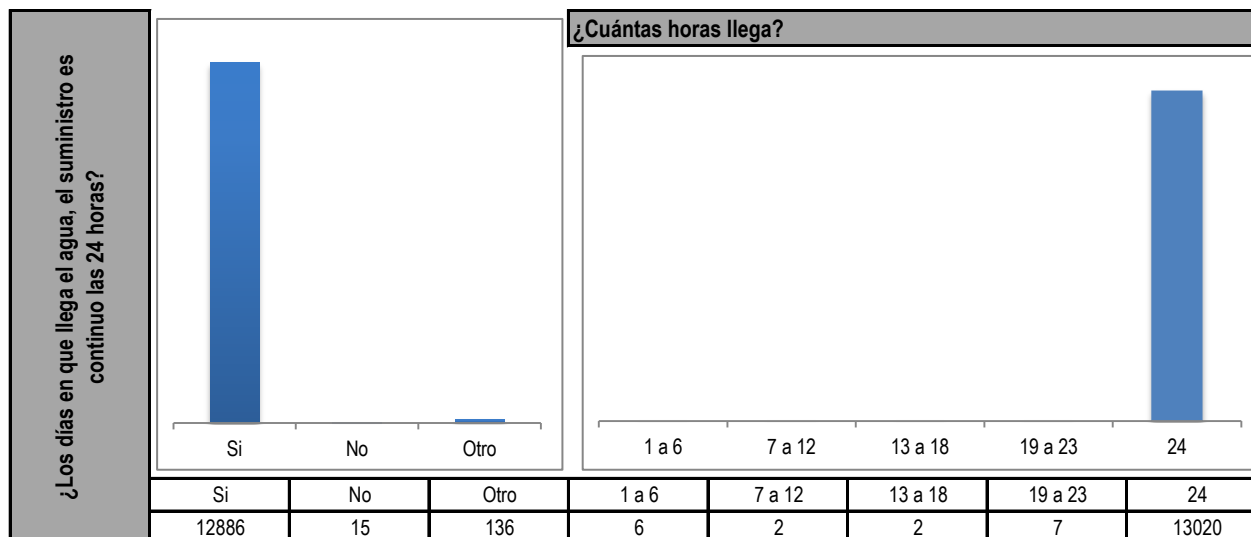 ¿Los días en que llega el agua, el suministro es
continuo las 24 horas?
¿Cuántas horas llega?
Si No Otro
1 a 6 7 a 12 13 a 18 19 a 23 24
Si No Otro 1 a 6 7 a 12 13 a 18 19 a 23 24
12886 15 136 6 2 2 7 13020